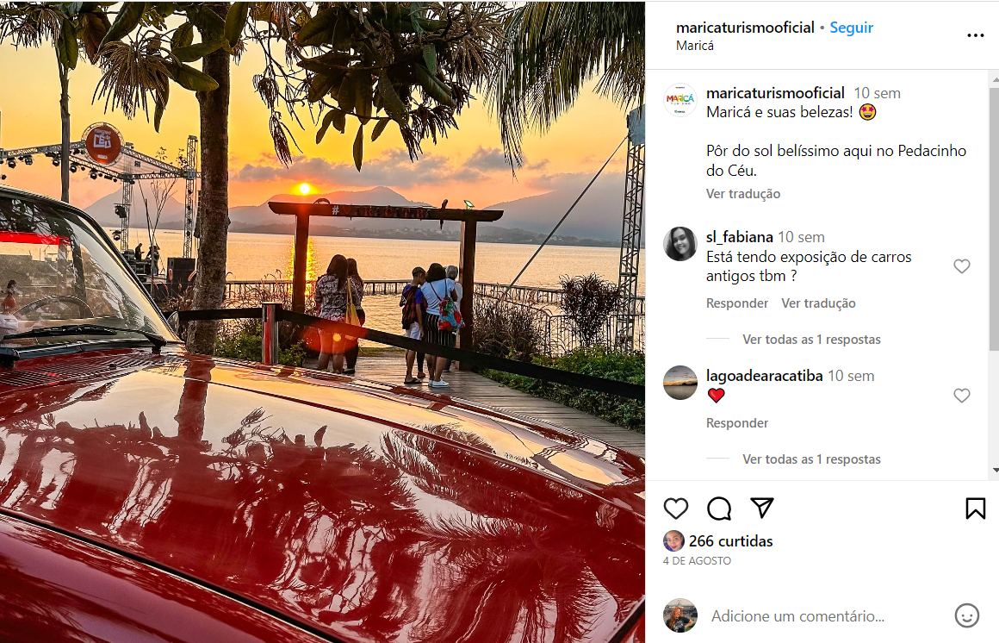 maricaturismooficial • Seguir
Maricá
maricaturismooficial 10 sem
Maricá e suas belezas! 🤩
Pôr do sol belíssimo aqui no Pedacinho
do Céu.
Ver tradução
sl_fabiana 10 sem
Está tendo exposição de carros
antigos tbm ?
Responder Ver tradução
Ver todas as 1 respostas
lagoadearacatiba 10 sem
❤️
Responder
Ver todas as 1 respostas
266 curtidas
4 DE AGOSTO
Adicione um comentário...
CÉU
MARICÁ